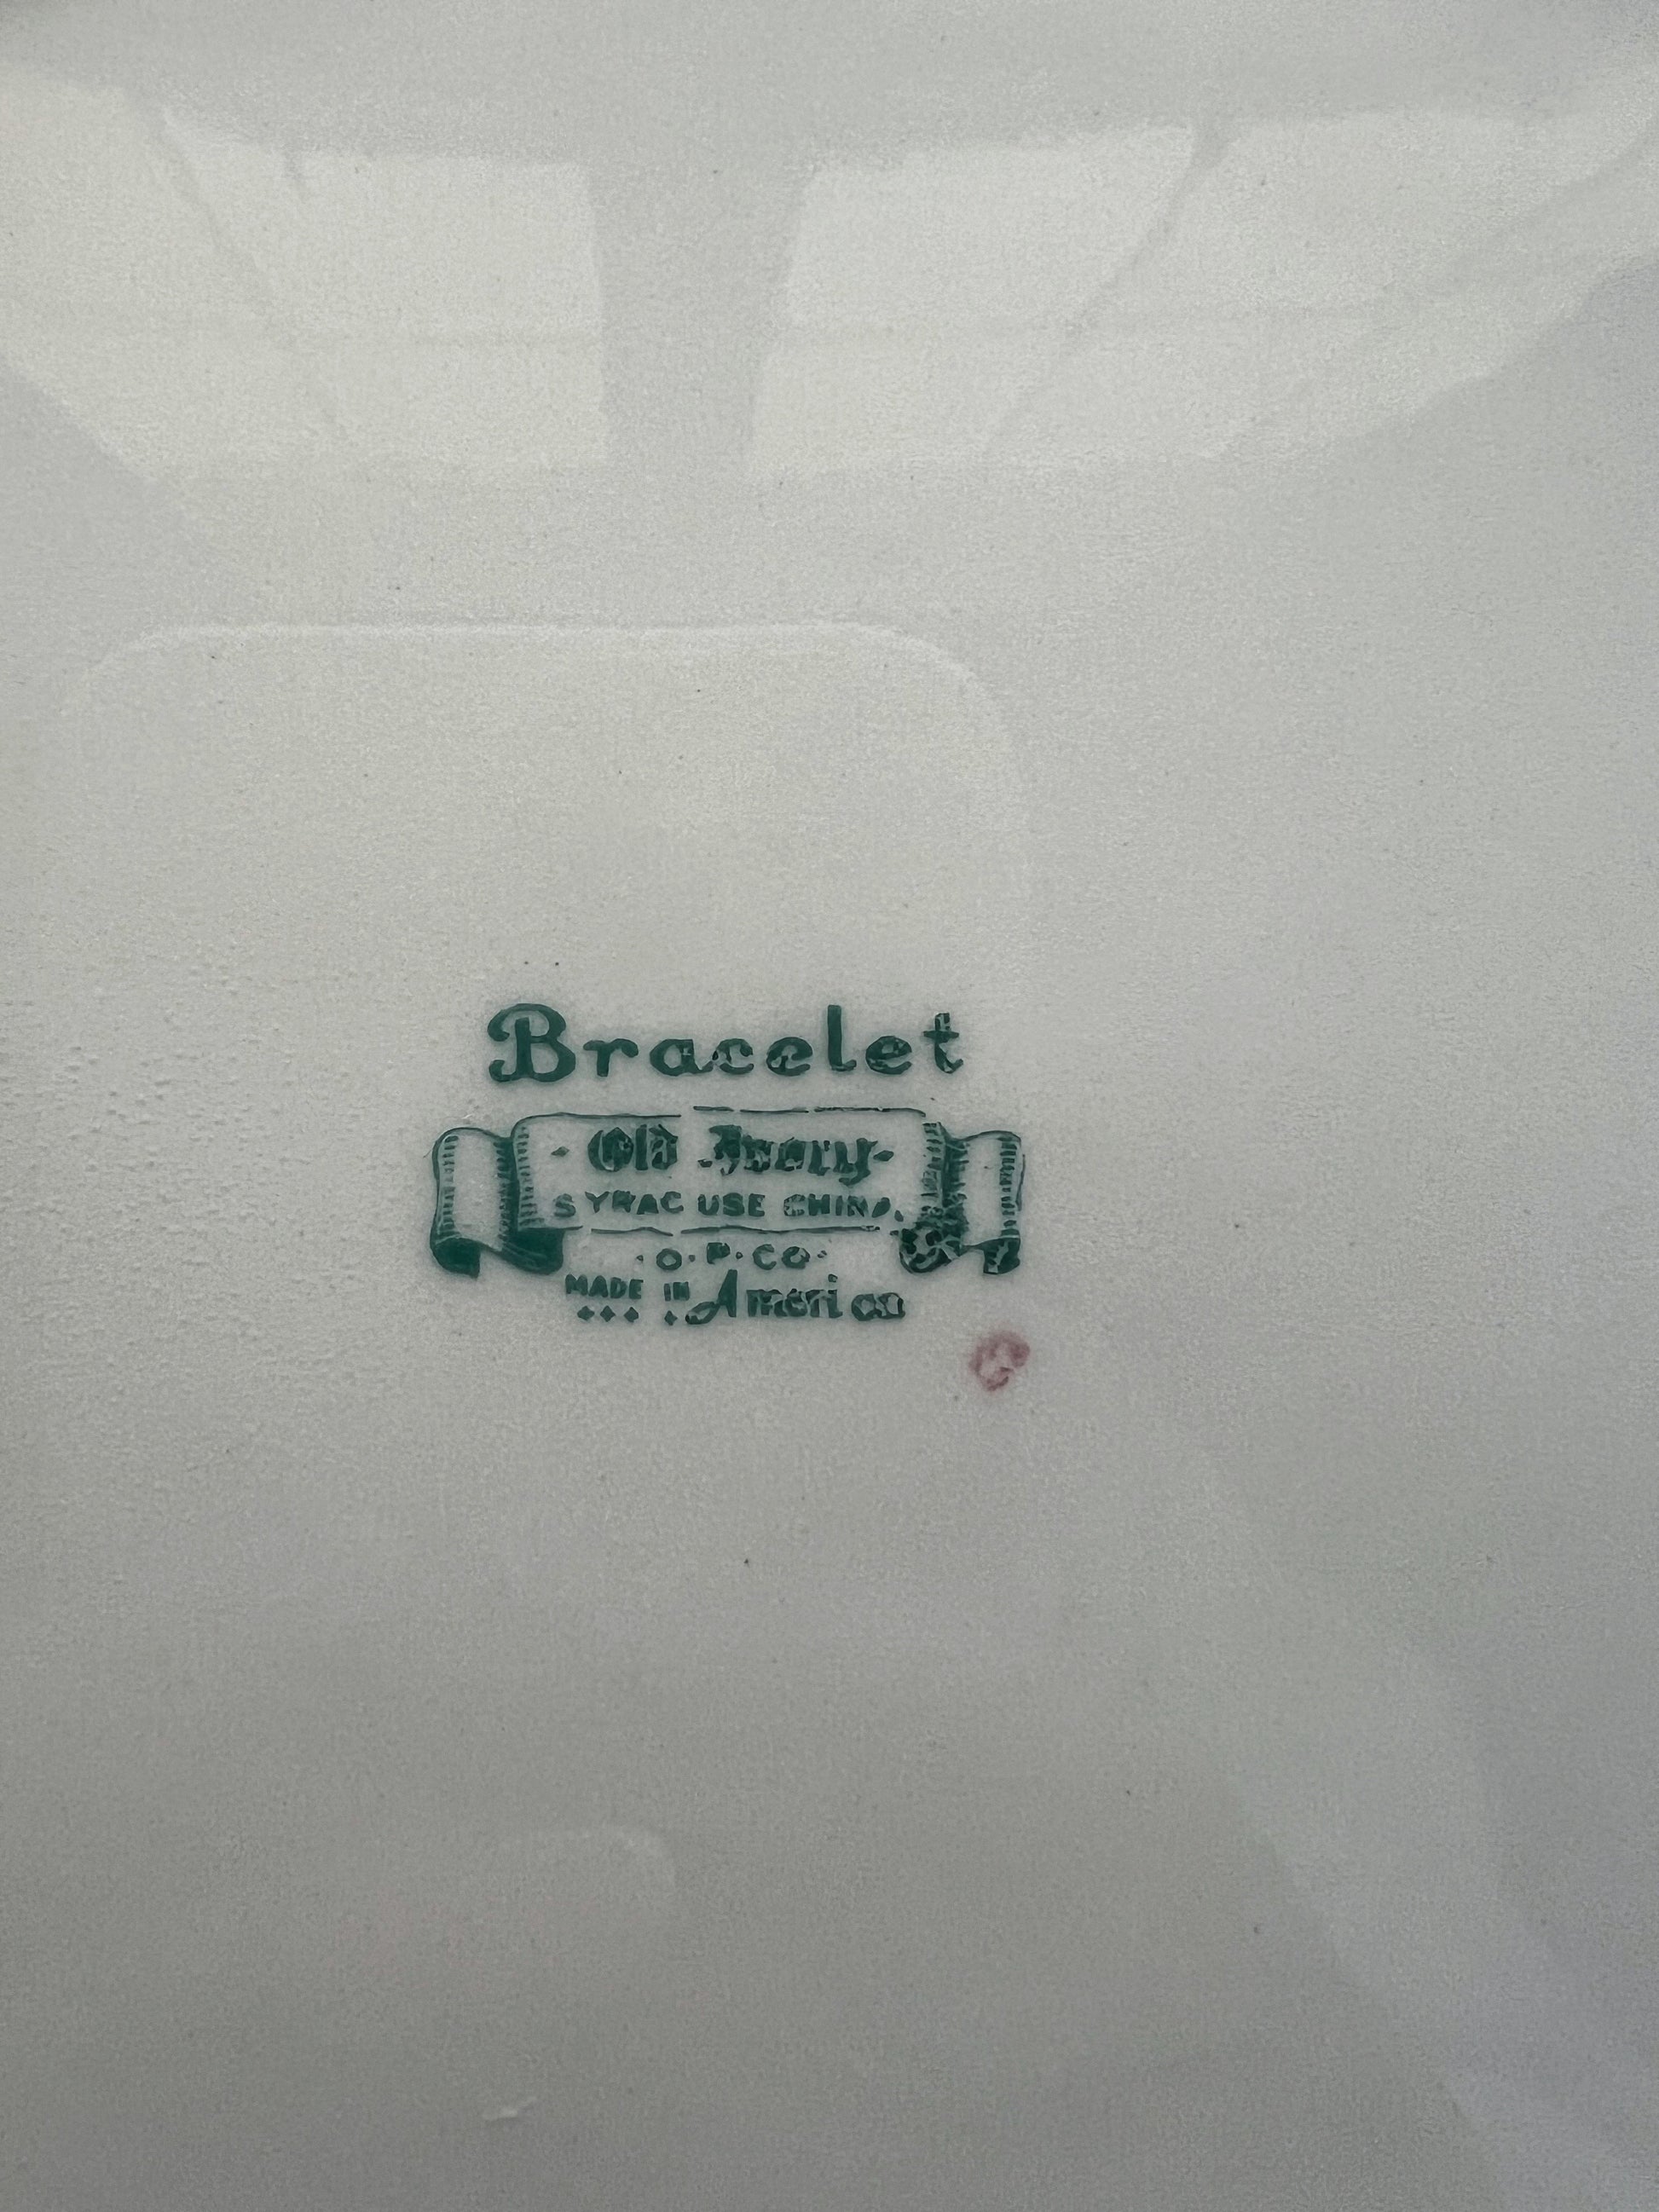 Bracelet
· Old Ivory ·
SYRACUSE CHINA
· O. P. CO ·
MADE IN America